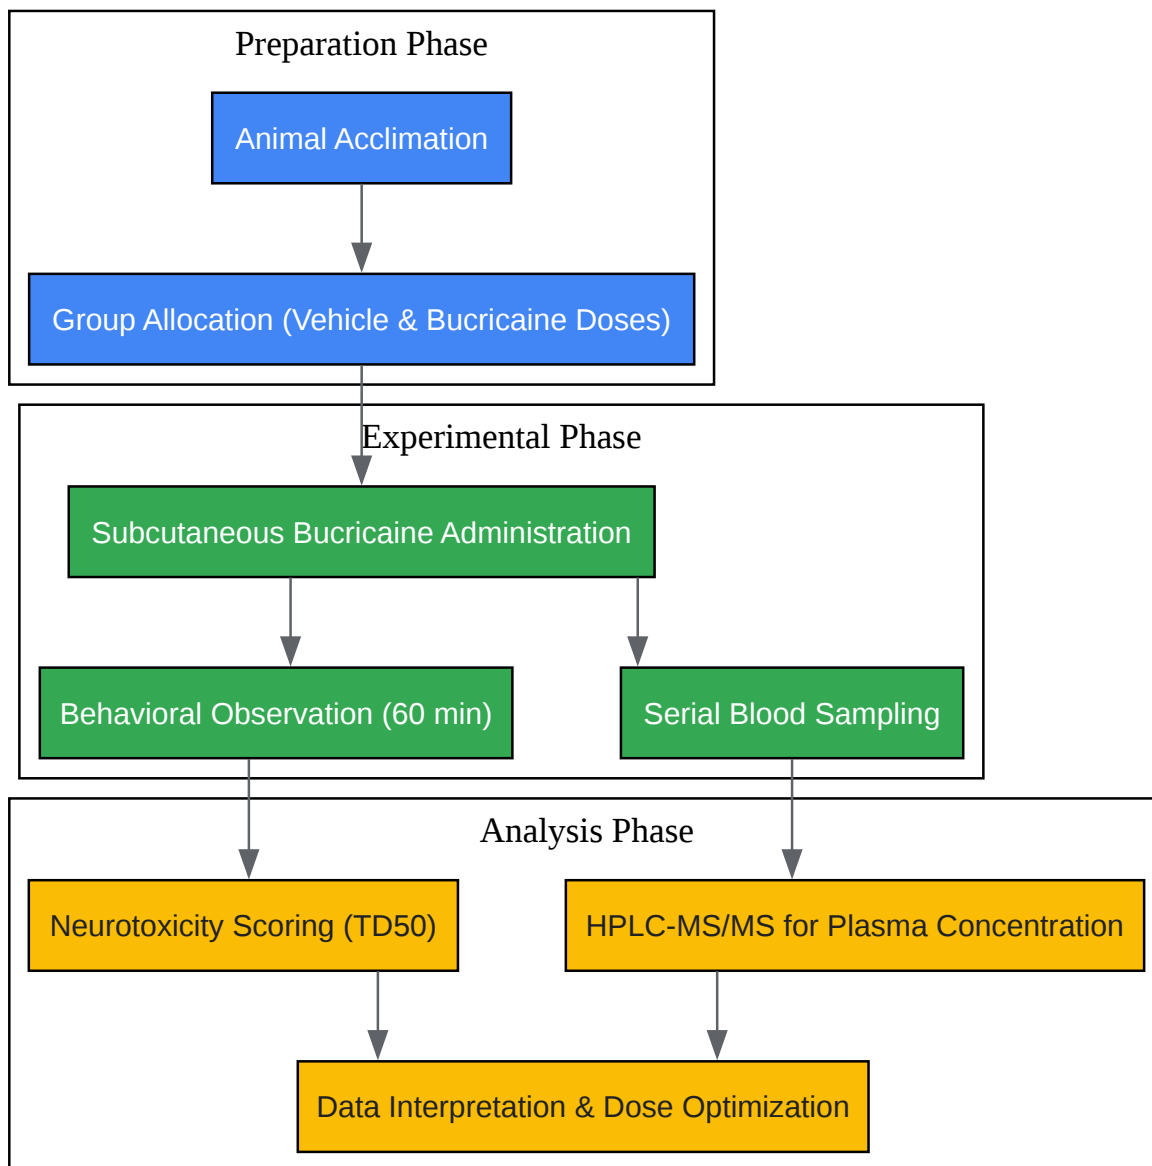 Preparation Phase
Animal Acclimation
Group Allocation (Vehicle & Bucricaine Doses)
Experimental Phase
Subcutaneous Bucricaine Administration
Behavioral Observation (60 min)
Serial Blood Sampling
Analysis Phase
Neurotoxicity Scoring (TD50)
HPLC-MS/MS for Plasma Concentration
Data Interpretation & Dose Optimization